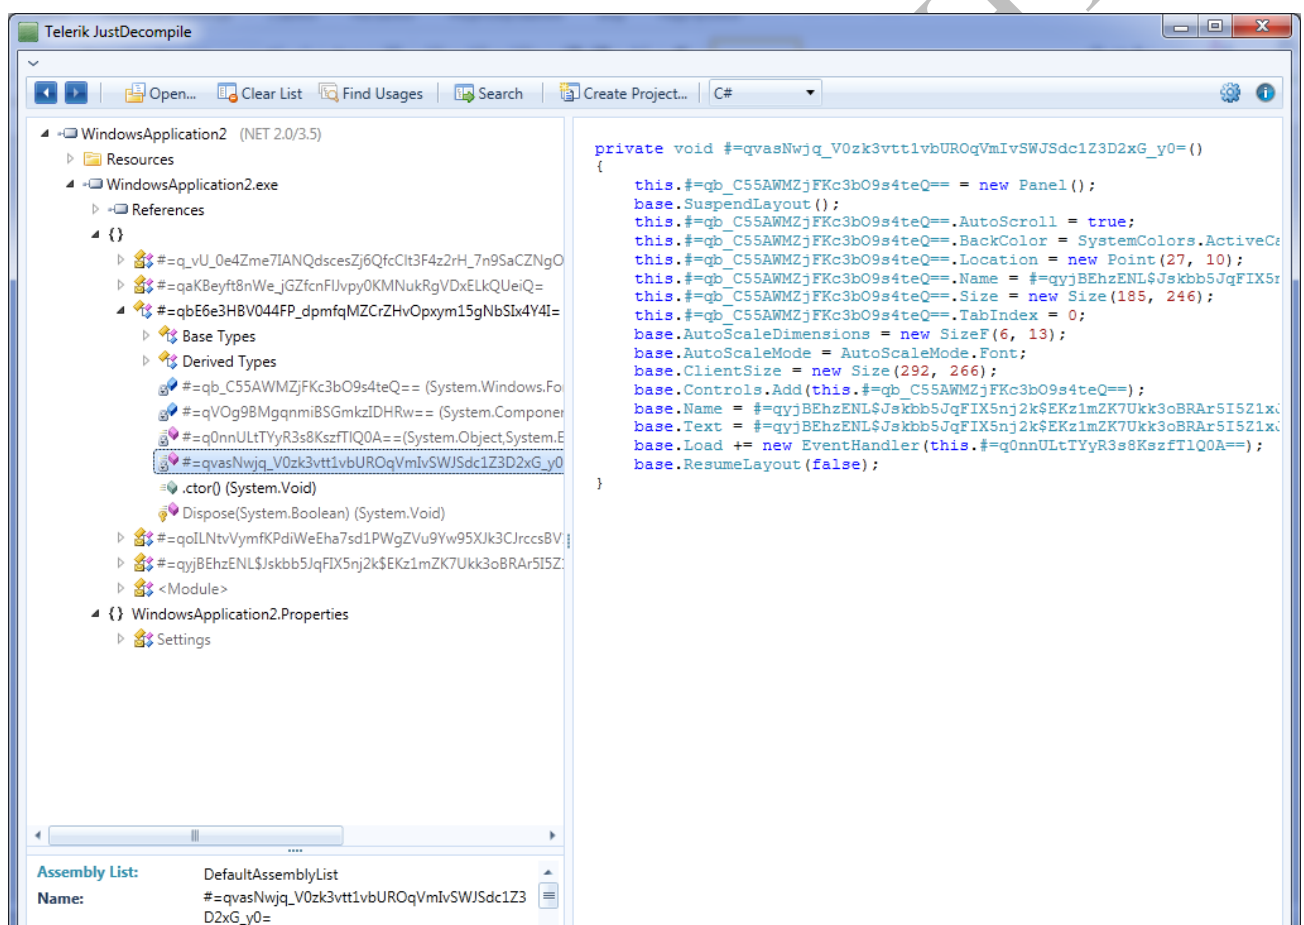 Telerik JustDecompile
Open... Clear List Find Usages Search Create Project... C#
WindowsApplication2 (NET 2.0/3.5)
Resources
WindowsApplication2.exe
References
{}
#=q_vU_0e4Zme7IANQdscesZj6QfcClt3F4z2rH_7n9SaCZNgO
#=qaKBeyft8nWe_jGZfcnFlJvpy0KMNukRgVDxELkQUeiQ=
#=qbE6e3HBV044FP_dpmfqMZCrZHvOpxym15gNbSIx4Y4I=
Base Types
Derived Types
#=qb_C55AWMZjFKc3bO9s4teQ== (System.Windows.Fo
#=qVOg9BMgqnmiBSGmkzIDHRw== (System.Componer
#=q0nnULtTYyR3s8KszfTlQ0A==(System.Object,System.E
#=qvasNwjq_V0zk3vtt1vbUROqVmIvSWJSdc1Z3D2xG_y0
.ctor() (System.Void)
Dispose(System.Boolean) (System.Void)
#=qoILNtvVymfKPdiWeEha7sd1PWgZVu9Yw95XJk3CJrccsBV
#=qyjBEhzENL$Jskbb5JqFIX5nj2k$EKz1mZK7Ukk3oBRAr5I5Z
<Module>
{} WindowsApplication2.Properties
Settings
private void #=qvasNwjq_V0zk3vtt1vbUROqVmIvSWJSdc1Z3D2xG_y0=()
{
this.#=qb_C55AWMZjFKc3bO9s4teQ== = new Panel();
base.SuspendLayout();
this.#=qb_C55AWMZjFKc3bO9s4teQ==.AutoScroll = true;
this.#=qb_C55AWMZjFKc3bO9s4teQ==.BackColor = SystemColors.ActiveCa
this.#=qb_C55AWMZjFKc3bO9s4teQ==.Location = new Point(27, 10);
this.#=qb_C55AWMZjFKc3bO9s4teQ==.Name = #=qyjBEhzENL$Jskbb5JqFIX5r
this.#=qb_C55AWMZjFKc3bO9s4teQ==.Size = new Size(185, 246);
this.#=qb_C55AWMZjFKc3bO9s4teQ==.TabIndex = 0;
base.AutoScaleDimensions = new SizeF(6, 13);
base.AutoScaleMode = AutoScaleMode.Font;
base.ClientSize = new Size(292, 266);
base.Controls.Add(this.#=qb_C55AWMZjFKc3bO9s4teQ==);
base.Name = #=qyjBEhzENL$Jskbb5JqFIX5nj2k$EKz1mZK7Ukk3oBRAr5I5Z1x
base.Text = #=qyjBEhzENL$Jskbb5JqFIX5nj2k$EKz1mZK7Ukk3oBRAr5I5Z1x
base.Load += new EventHandler(this.#=q0nnULtTYyR3s8KszfTlQ0A==);
base.ResumeLayout(false);
}
Assembly List: DefaultAssemblyList
Name: #=qvasNwjq_V0zk3vtt1vbUROqVmIvSWJSdc1Z3
D2xG_y0=